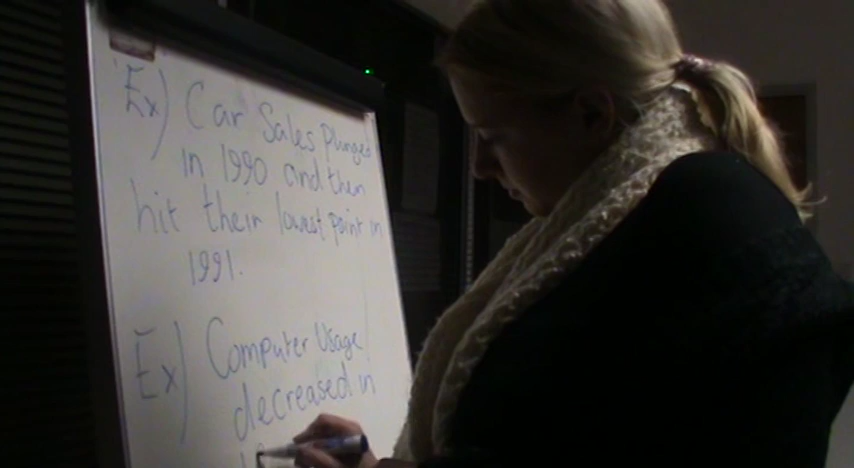 Ex) Car Sales Plunged
in 1990 and then
hit their lowest point in
1991.
Ex) Computer Usage
decreased in